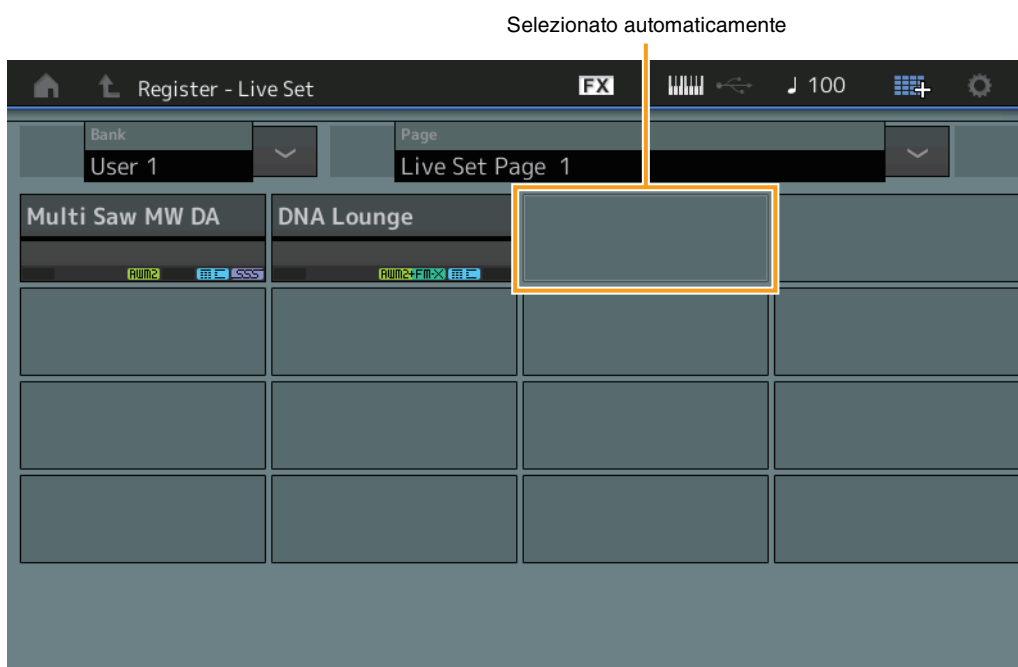 Selezionato automaticamente
Register - Live Set
FX
100
Bank
User 1
Page
Live Set Page 1
Multi Saw MW DA
DNA Lounge
AWM2
SSS
AWM2+FM-X